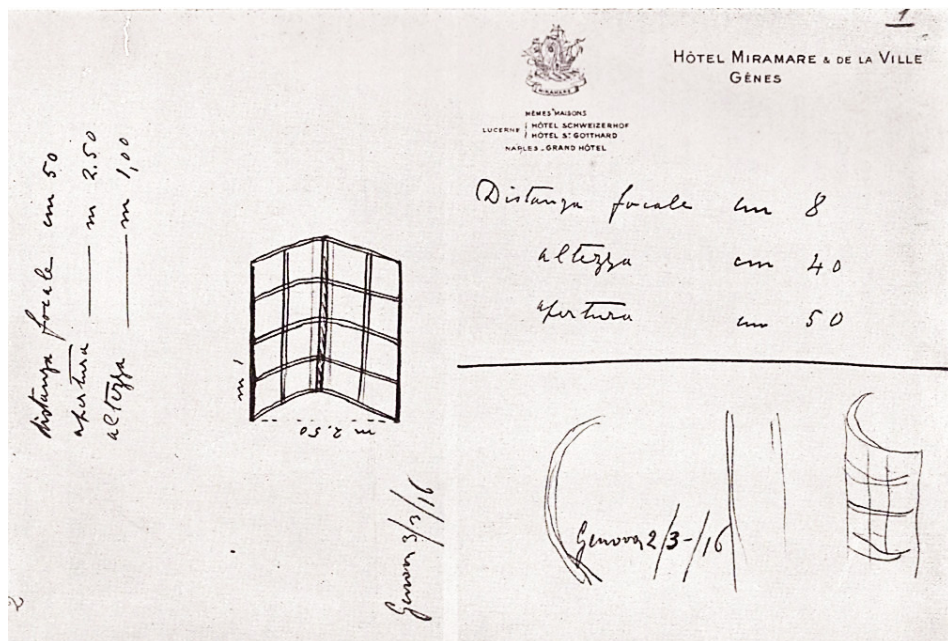 distanza focale cm 50
apertura — m 2.50
altezza — m 1,00
m 1
m 2.50
Genova 3/3/16
2
1
MIRAMARE
HÔTEL MIRAMARE & DE LA VILLE
GÊNES
MÊMES MAISONS
LUCERNE { HÔTEL SCHWEIZERHOF
HÔTEL ST GOTTHARD
NAPLES - GRAND HÔTEL
Distanza focale cm 8
altezza cm 40
apertura cm 50
Genova 2/3-/16